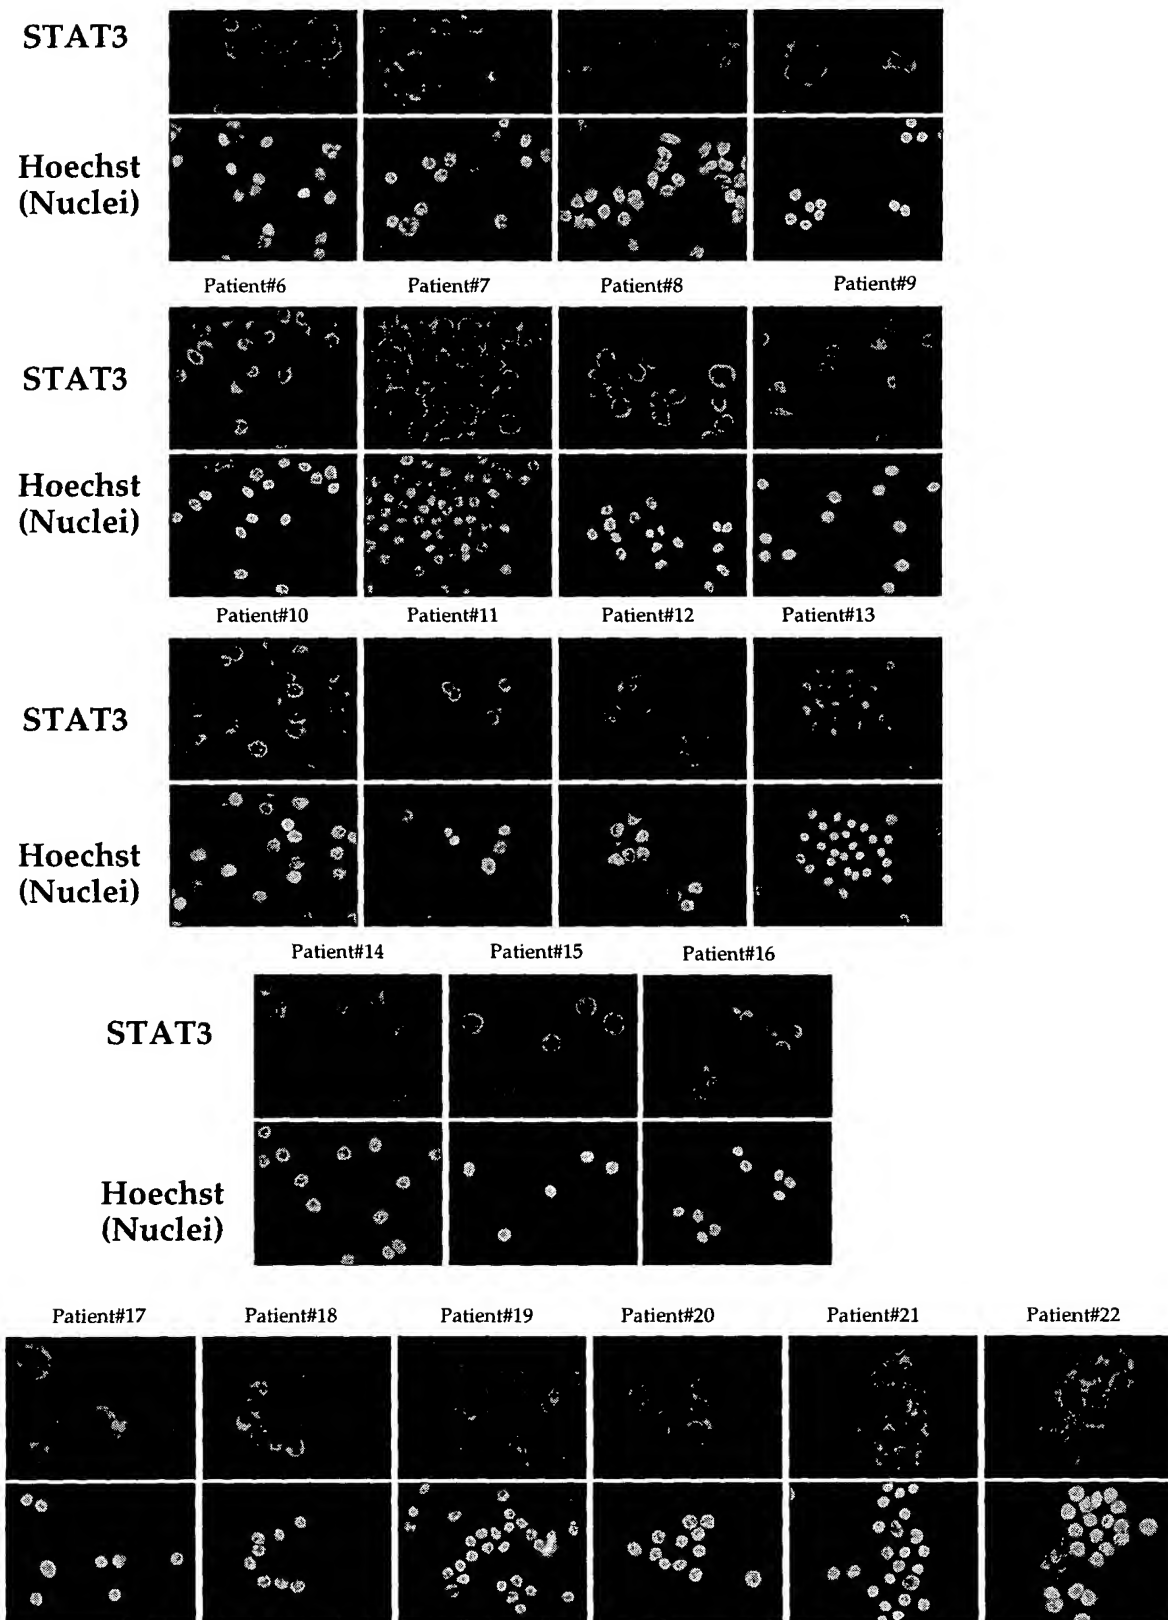 STAT3
Hoechst
(Nuclei)
Patient#6 Patient#7 Patient#8 Patient#9
STAT3
Hoechst
(Nuclei)
Patient#10 Patient#11 Patient#12 Patient#13
STAT3
Hoechst
(Nuclei)
Patient#14 Patient#15 Patient#16
STAT3
Hoechst
(Nuclei)
Patient#17 Patient#18 Patient#19 Patient#20 Patient#21 Patient#22